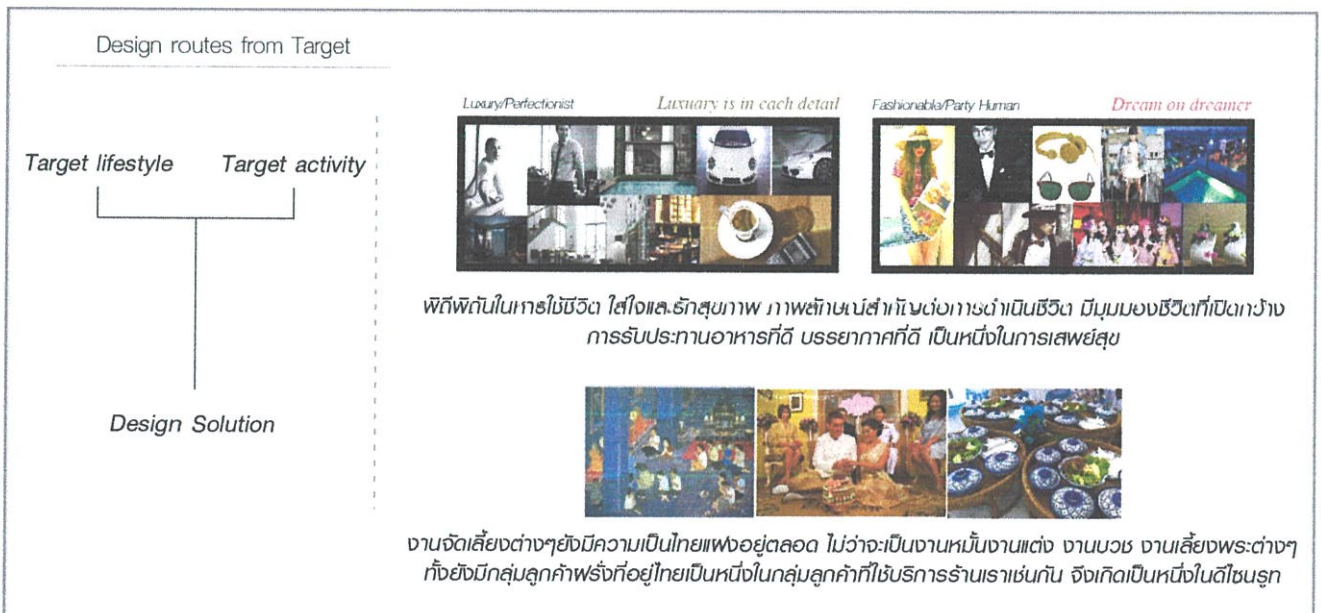 Design routes from Target
Luxury/Perfectionist
Luxuary is in each detail
Fashionable/Party Human
Dream on dreamer
Target lifestyle
Target activity
พิถีพิถันในการใช้ชีวิต ใส่ใจและรักสุขภาพ ภาพลักษณ์สำคัญต่อการดำเนินชีวิต มีมุมมองชีวิตที่เปิดกว้าง
การรับประทานอาหารที่ดี บรรยากาศที่ดี เป็นหนึ่งในการเสพย์สุข
Design Solution
งานจัดเลี้ยงต่างๆยังมีความเป็นไทยแฝงอยู่ตลอด ไม่ว่าจะเป็นงานหมั้นงานแต่ง งานบวช งานเลี้ยงพระต่างๆ
ทั้งยังมีกลุ่มลูกค้าฝรั่งที่อยู่ไทยเป็นหนึ่งในกลุ่มลูกค้าที่ใช้บริการร้านเราเช่นกัน จึงเกิดเป็นหนึ่งในดีไซนรูท